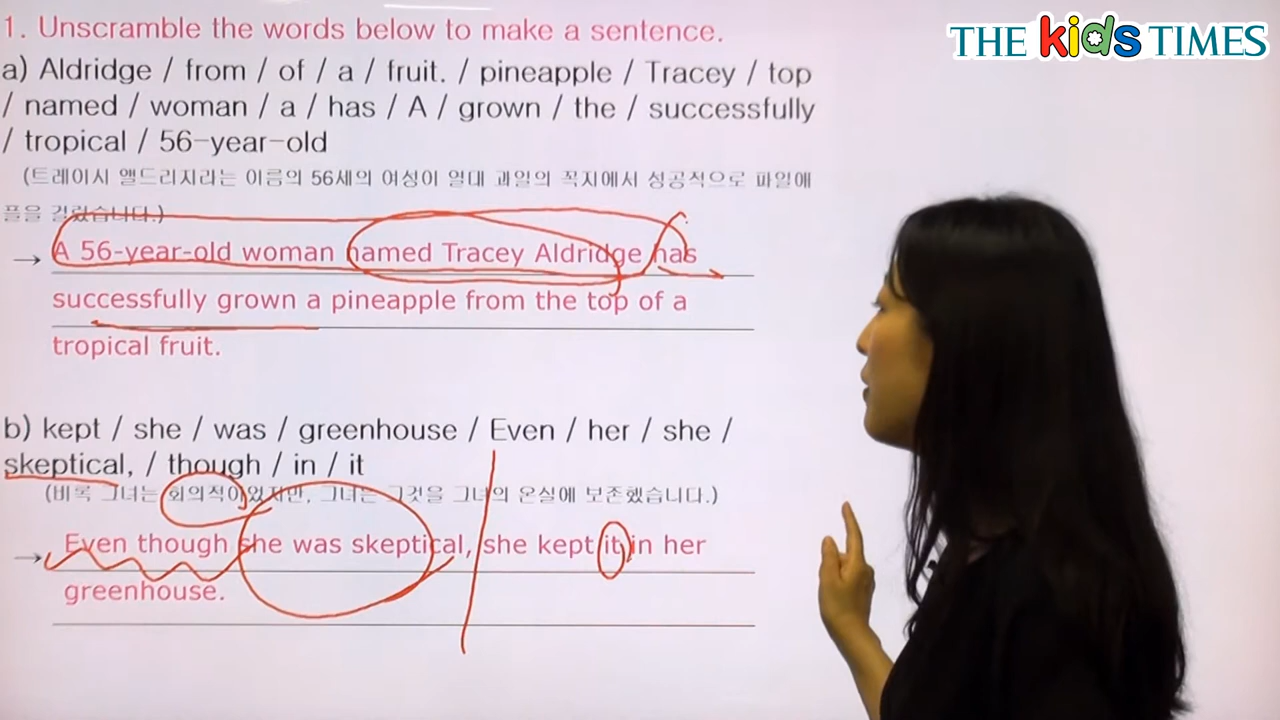 THE kids TIMES
1. Unscramble the words below to make a sentence.
a) Aldridge / from / of / a / fruit. / pineapple / Tracey / top
/ named / woman / a / has / A / grown / the / successfully
/ tropical / 56-year-old
(트레이시 앨드리지라는 이름의 56세의 여성이 열대 과일의 꼭지에서 성공적으로 파인애
플을 길렀습니다.)
→ A 56-year-old woman named Tracey Aldridge has
successfully grown a pineapple from the top of a
tropical fruit.
b) kept / she / was / greenhouse / Even / her / she /
skeptical, / though / in / it
(비록 그녀는 회의적이었지만, 그녀는 그것을 그녀의 온실에 보존했습니다.)
→ Even though she was skeptical, she kept it in her
greenhouse.